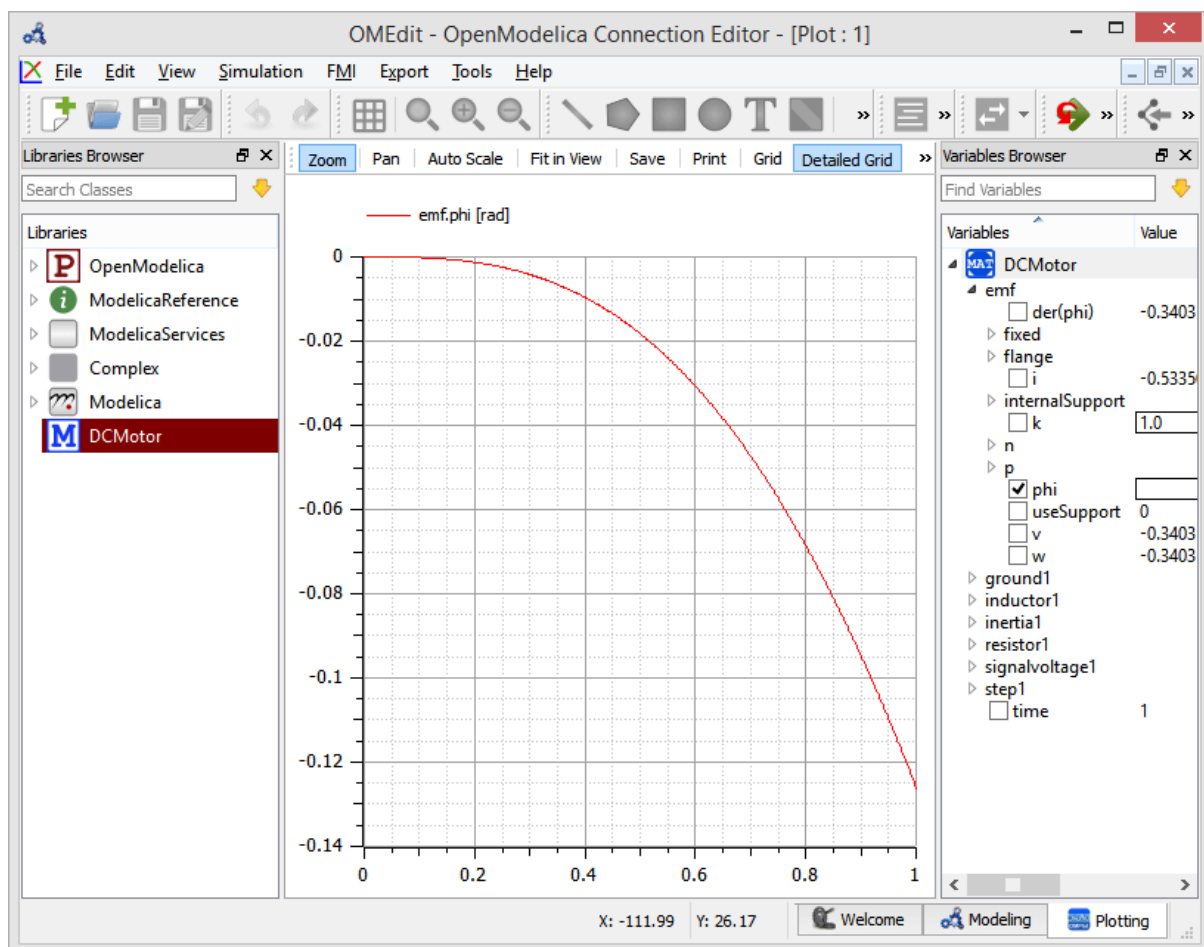 OMEdit - OpenModelica Connection Editor - [Plot : 1]
File Edit View Simulation FMI Export Tools Help
T » » » »
Libraries Browser
Search Classes
Libraries
P OpenModelica
i ModelicaReference
ModelicaServices
Complex
Modelica
M DCMotor
Zoom Pan Auto Scale Fit in View Save Print Grid Detailed Grid »
emf.phi [rad]
0
-0.02
-0.04
-0.06
-0.08
-0.1
-0.12
-0.14
0 0.2 0.4 0.6 0.8 1
Variables Browser
Find Variables
Variables Value
MAT DCMotor
emf
der(phi) -0.3403
fixed
flange
i -0.5335
internalSupport
k 1.0
n
p
phi
useSupport 0
v -0.3403
w -0.3403
ground1
inductor1
inertia1
resistor1
signalvoltage1
step1
time 1
X: -111.99 Y: 26.17 Welcome Modeling Plotting